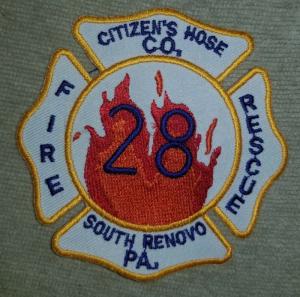 CITIZEN'S HOSE
CO.
FIRE
28
RESCUE
SOUTH RENOVO
PA.